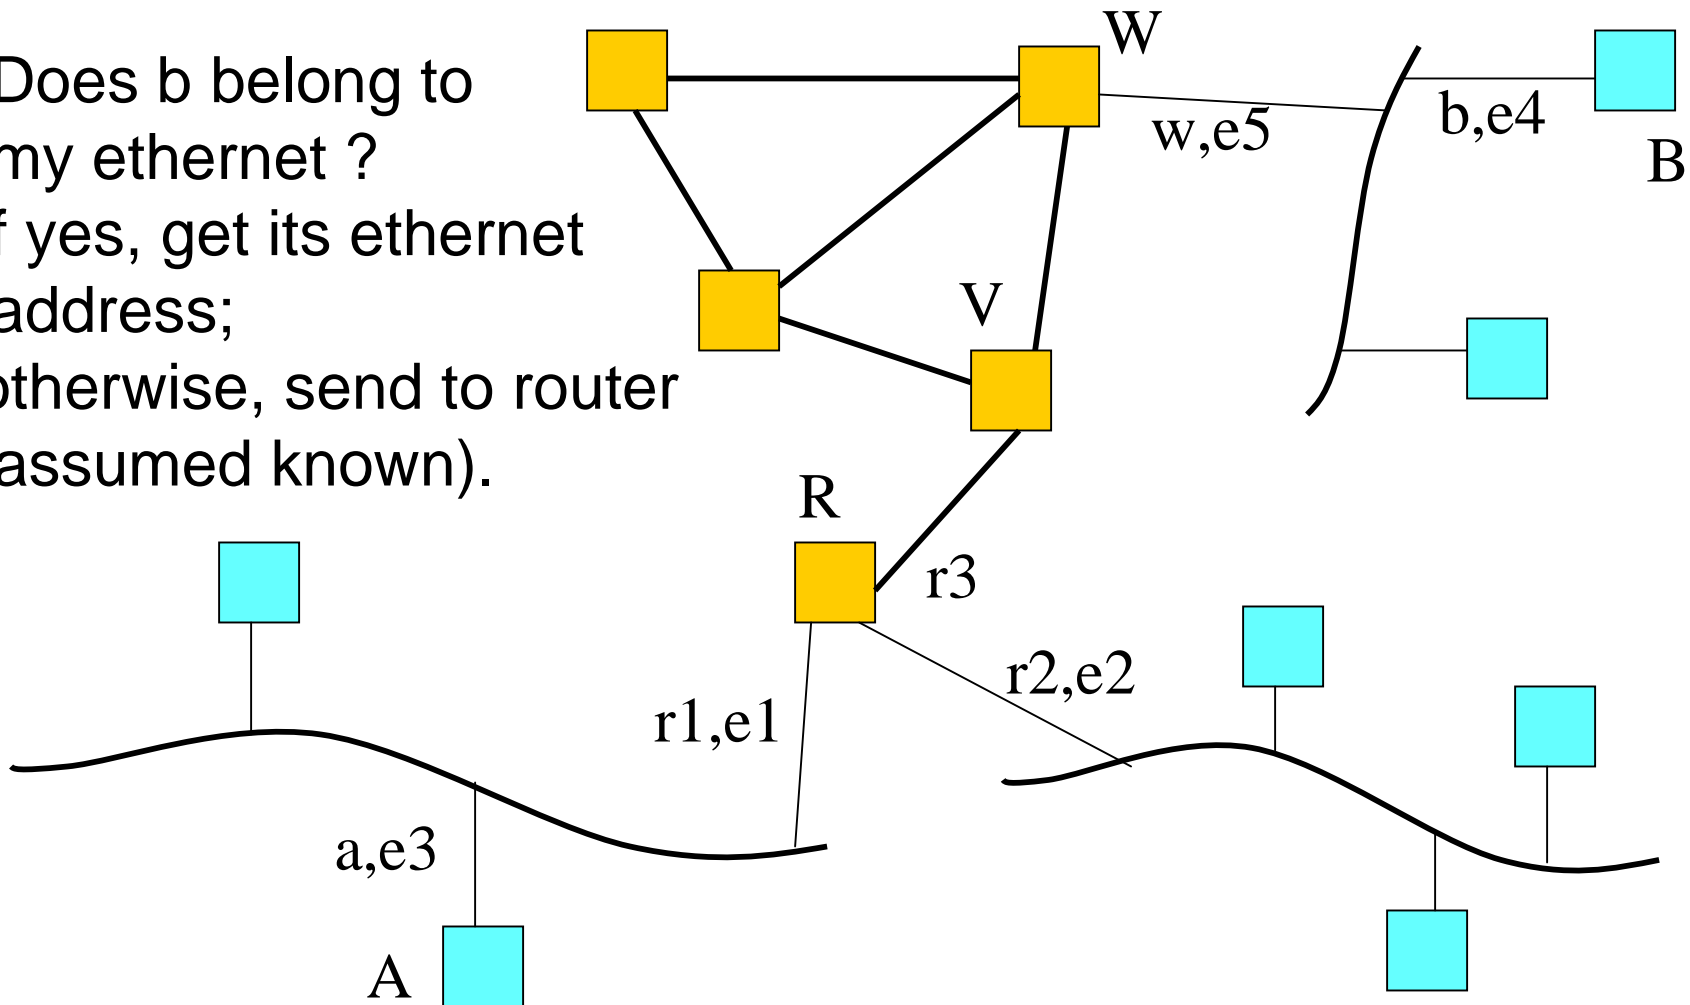 Does b belong to
my ethernet ?
f yes, get its ethernet
address;
otherwise, send to router
assumed known).
W
w,e5
b,e4
B
V
R
r3
r2,e2
r1,e1
a,e3
A